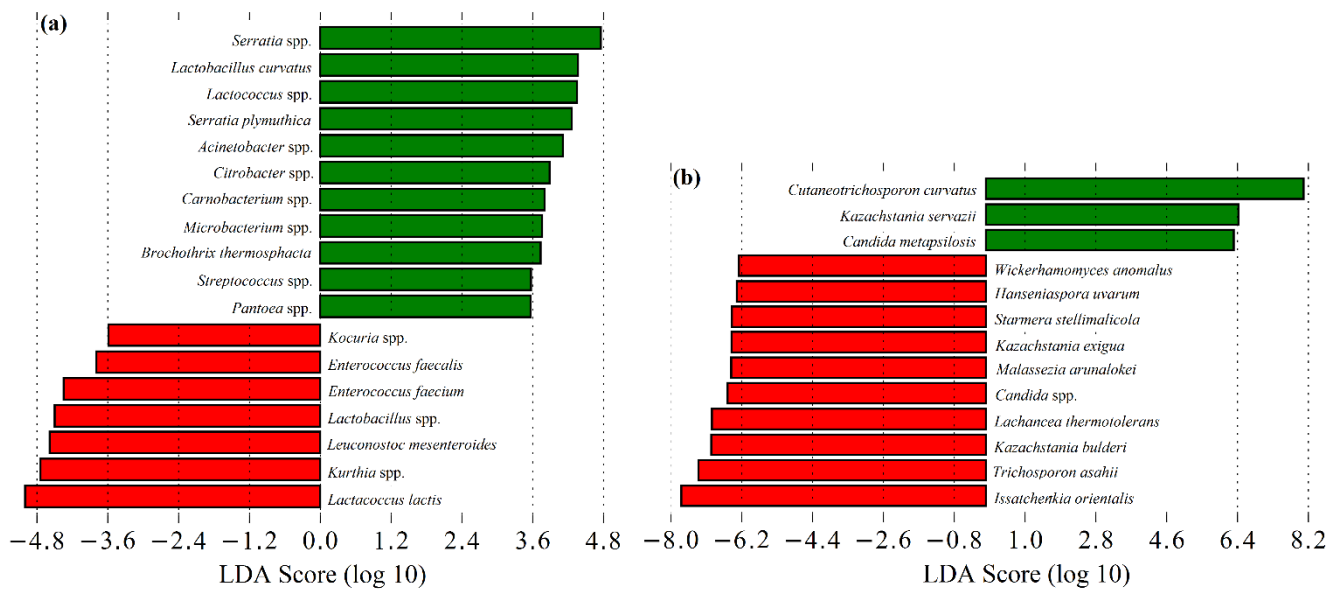 (a)
Serratia spp.
Lactobacillus curvatus
Lactococcus spp.
Serratia plymuthica
Acinetobacter spp.
Citrobacter spp.
Carnobacterium spp.
Microbacterium spp.
Brochothrix thermosphacta
Streptococcus spp.
Pantoea spp.
Kocuria spp.
Enterococcus faecalis
Enterococcus faecium
Lactobacillus spp.
Leuconostoc mesenteroides
Kurthia spp.
Lactacoccus lactis
−4.8 −3.6 −2.4 −1.2 0.0 1.2 2.4 3.6 4.8
LDA Score (log 10)
(b)
Cutaneotrichosporon curvatus
Kazachstania servazii
Candida metapsilosis
Wickerhamomyces anomalus
Hanseniaspora uvarum
Starmera stellimalicola
Kazachstania exigua
Malassezia arunalokei
Candida spp.
Lachancea thermotolerans
Kazachstania bulderi
Trichosporon asahii
Issatchenkia orientalis
−8.0 −6.2 −4.4 −2.6 −0.8 1.0 2.8 4.6 6.4 8.2
LDA Score (log 10)